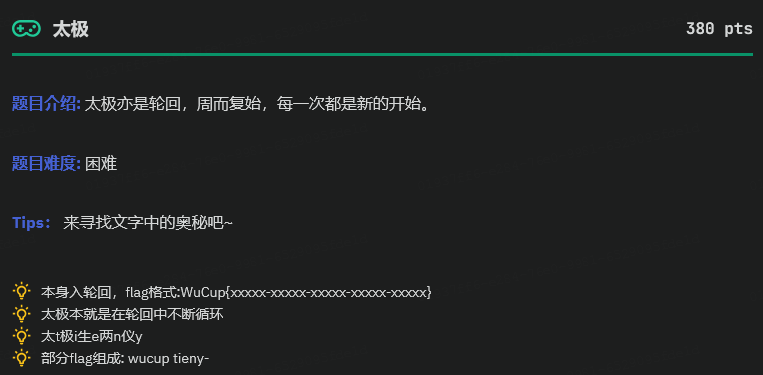 太极 380 pts
题目介绍: 太极亦是轮回，周而复始，每一次都是新的开始。
题目难度: 困难
Tips: 来寻找文字中的奥秘吧~
本身入轮回，flag格式:WuCup{xxxxx-xxxxx-xxxxx-xxxxx-xxxxx}
太极本就是在轮回中不断循环
太t极i生e两n仪y
部分flag组成: wucup tieny-